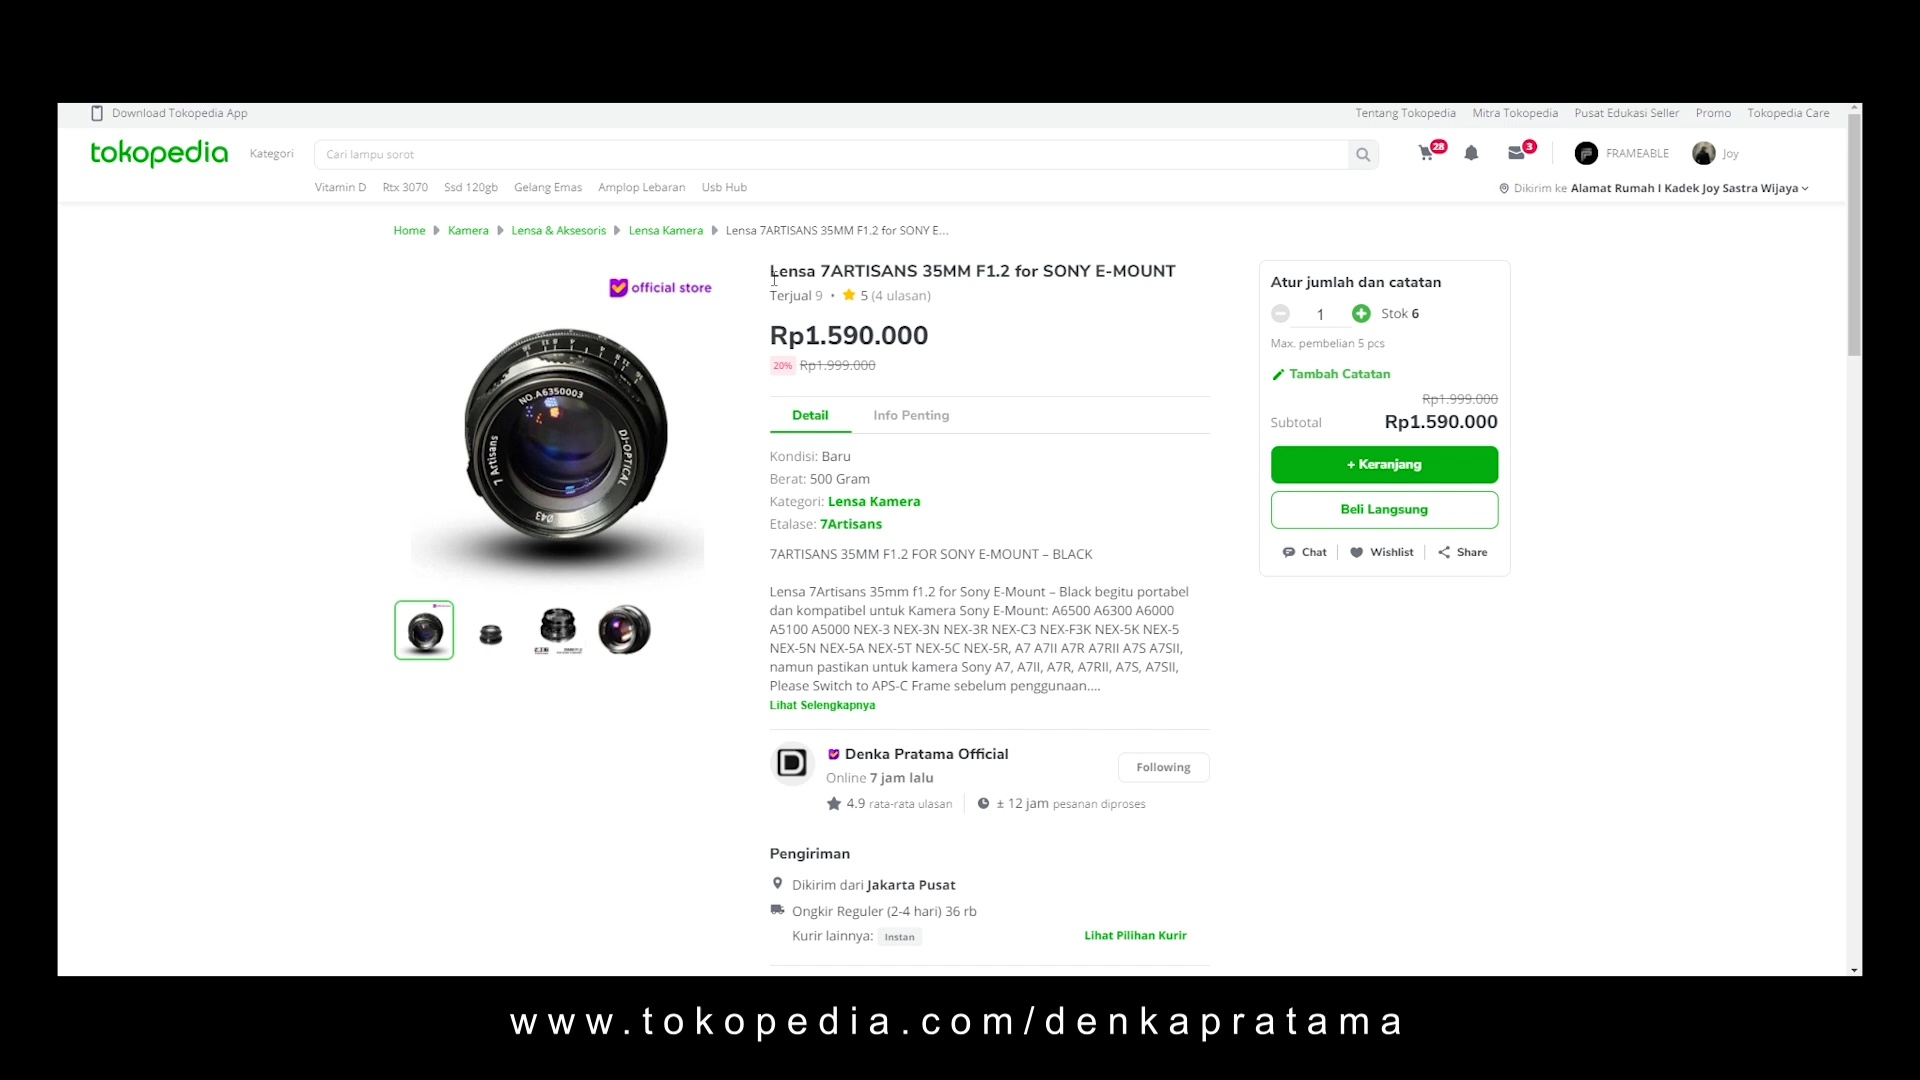 Download Tokopedia App
Tentang Tokopedia Mitra Tokopedia Pusat Edukasi Seller Promo Tokopedia Care
tokopedia Kategori Cari lampu sorot 28 3 FRAMEABLE Joy
Vitamin D Rtx 3070 Ssd 120gb Gelang Emas Amplop Lebaran Usb Hub
Dikirim ke Alamat Rumah I Kadek Joy Sastra Wijaya
Home Kamera Lensa & Aksesoris Lensa Kamera Lensa 7ARTISANS 35MM F1.2 for SONY E...
official store
NO.A6350003
7 Artisans
DJ-OPTICAL
Ø43
Lensa 7ARTISANS 35MM F1.2 for SONY E-MOUNT
Terjual 9 • 5 (4 ulasan)
Rp1.590.000
20% Rp1.999.000
Detail Info Penting
Kondisi: Baru
Berat: 500 Gram
Kategori: Lensa Kamera
Etalase: 7Artisans
7ARTISANS 35MM F1.2 FOR SONY E-MOUNT – BLACK
Lensa 7Artisans 35mm f1.2 for Sony E-Mount – Black begitu portabel
dan kompatibel untuk Kamera Sony E-Mount: A6500 A6300 A6000
A5100 A5000 NEX-3 NEX-3N NEX-3R NEX-C3 NEX-F3K NEX-5K NEX-5
NEX-5N NEX-5A NEX-5T NEX-5C NEX-5R, A7 A7II A7R A7RII A7S A7SII,
namun pastikan untuk kamera Sony A7, A7II, A7R, A7RII, A7S, A7SII,
Please Switch to APS-C Frame sebelum penggunaan....
Lihat Selengkapnya
Denka Pratama Official
Online 7 jam lalu
Following
4.9 rata-rata ulasan ± 12 jam pesanan diproses
Pengiriman
Dikirim dari Jakarta Pusat
Ongkir Reguler (2-4 hari) 36 rb
Kurir lainnya: Instan
Lihat Pilihan Kurir
Atur jumlah dan catatan
1 Stok 6
Max. pembelian 5 pcs
Tambah Catatan
Rp1.999.000
Subtotal Rp1.590.000
+ Keranjang
Beli Langsung
Chat Wishlist Share
www.tokopedia.com/denkapratama